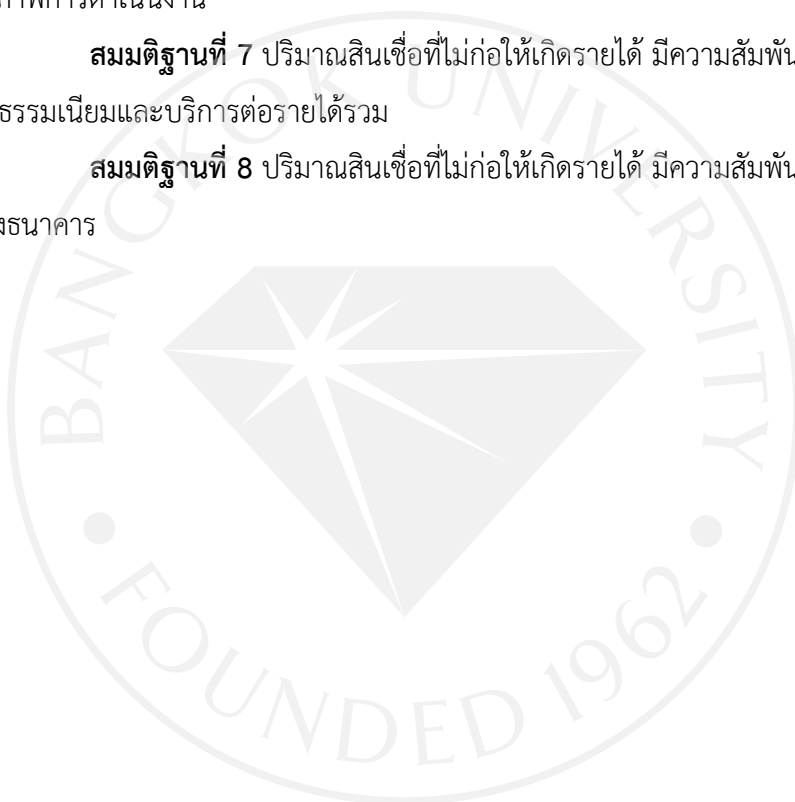 สมมติฐานที่ 7 ปริมาณสินเชื่อที่ไม่ก่อให้เกิดรายได้ มีความสัมพัน
ธรรมเนียมและบริการต่อรายได้รวม
สมมติฐานที่ 8 ปริมาณสินเชื่อที่ไม่ก่อให้เกิดรายได้ มีความสัมพัน
งธนาคาร
BANGKOK UNIVERSITY
FOUNDED 1962